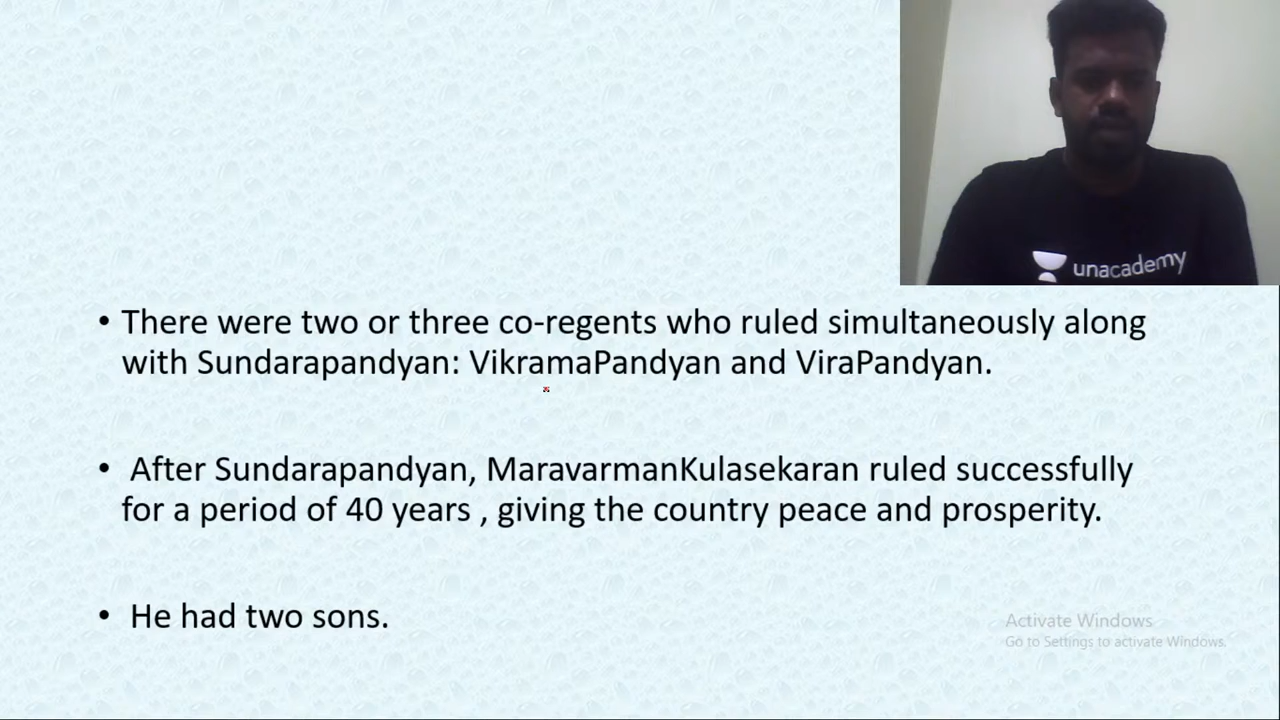 unacademy
• There were two or three co-regents who ruled simultaneously along
with Sundarapandyan: VikramaPandyan and ViraPandyan.
• After Sundarapandyan, MaravarmanKulasekaran ruled successfully
for a period of 40 years , giving the country peace and prosperity.
• He had two sons.
Activate Windows
Go to Settings to activate Windows.